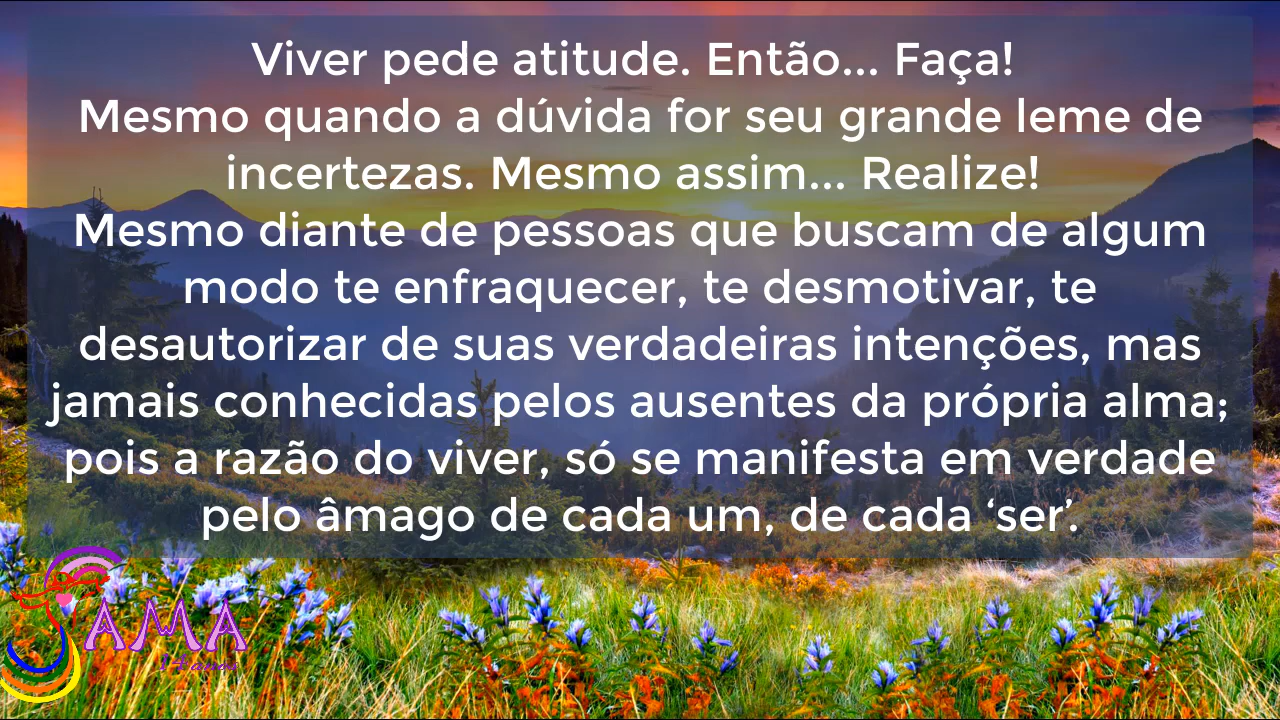 Viver pede atitude. Então... Faça!
Mesmo quando a dúvida for seu grande leme de
incertezas. Mesmo assim... Realize!
Mesmo diante de pessoas que buscam de algum
modo te enfraquecer, te desmotivar, te
desautorizar de suas verdadeiras intenções, mas
jamais conhecidas pelos ausentes da própria alma;
pois a razão do viver, só se manifesta em verdade
pelo âmago de cada um, de cada ‘ser’.
AMA
14 anos